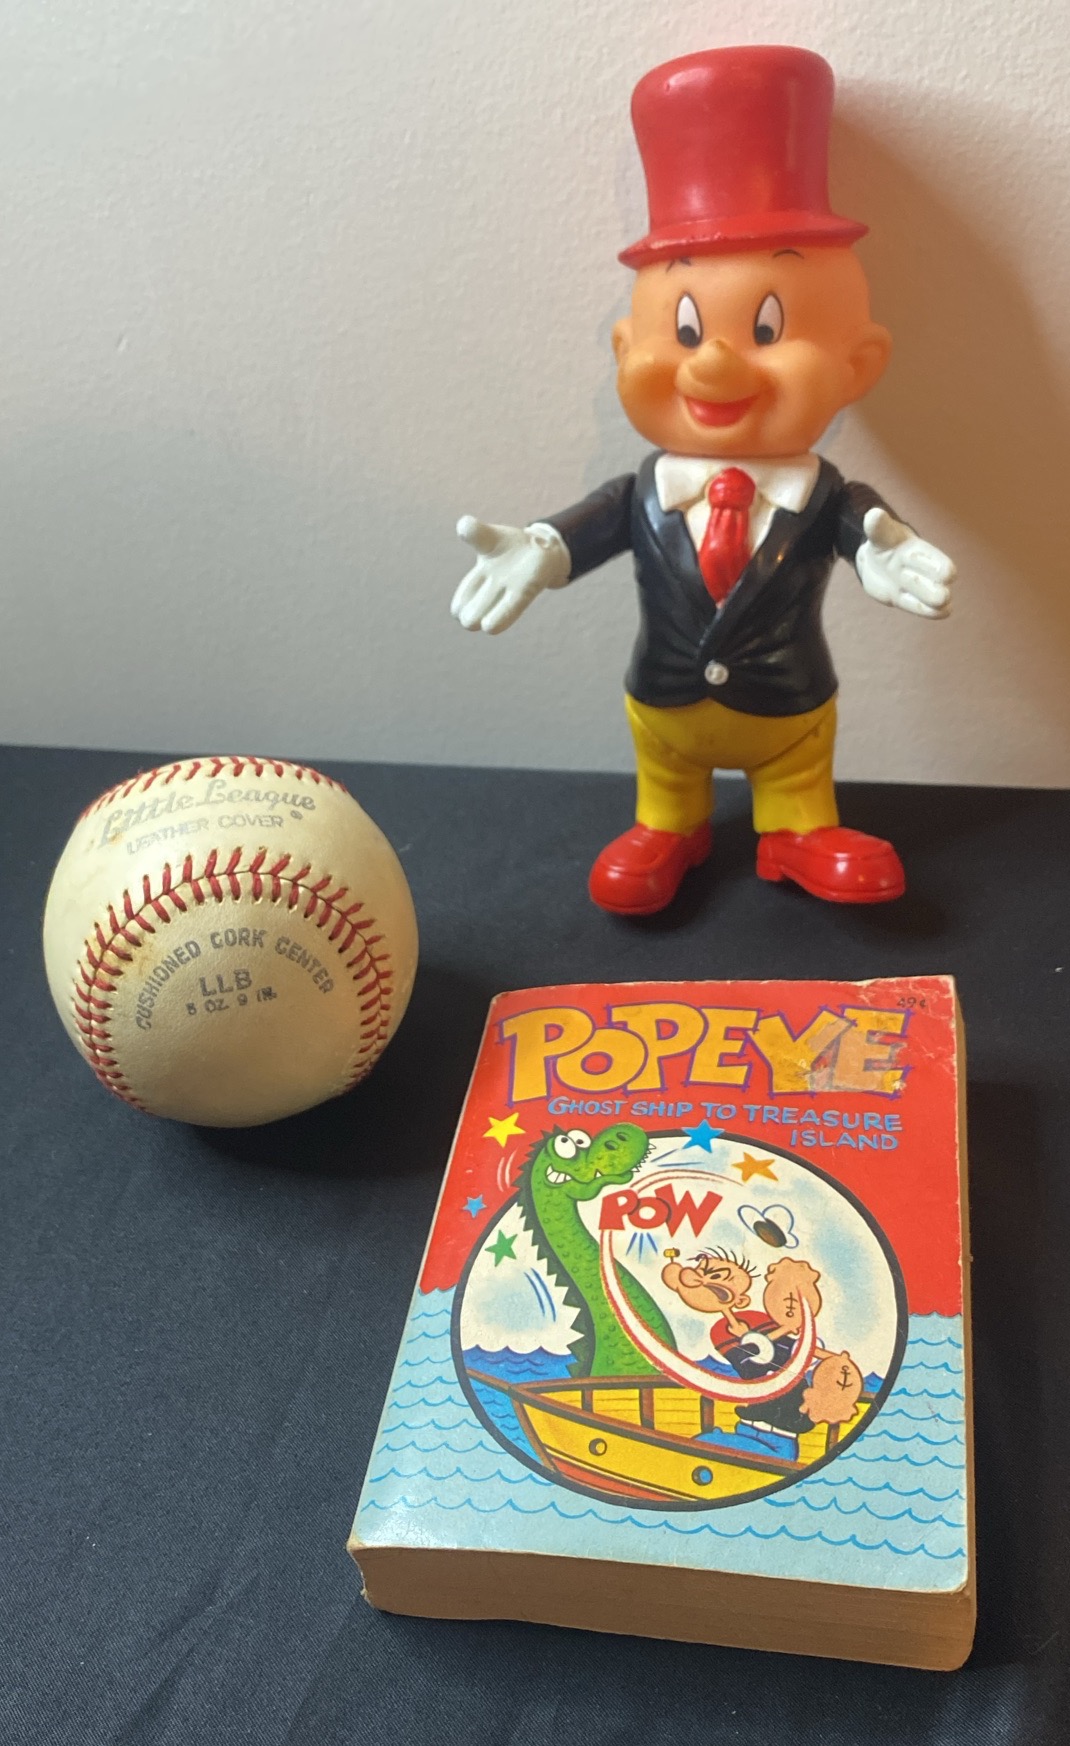 Little League®
LEATHER COVER
CUSHIONED CORK CENTER
LLB
5 OZ. 9 IN.
49¢
POPEYE
GHOST SHIP TO TREASURE
ISLAND
POW